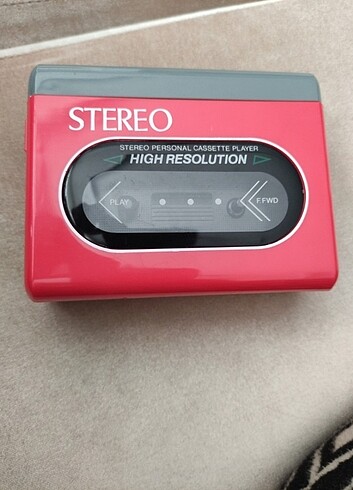 STEREO
STEREO PERSONAL CASSETTE PLAYER
HIGH RESOLUTION
PLAY
F.FWD